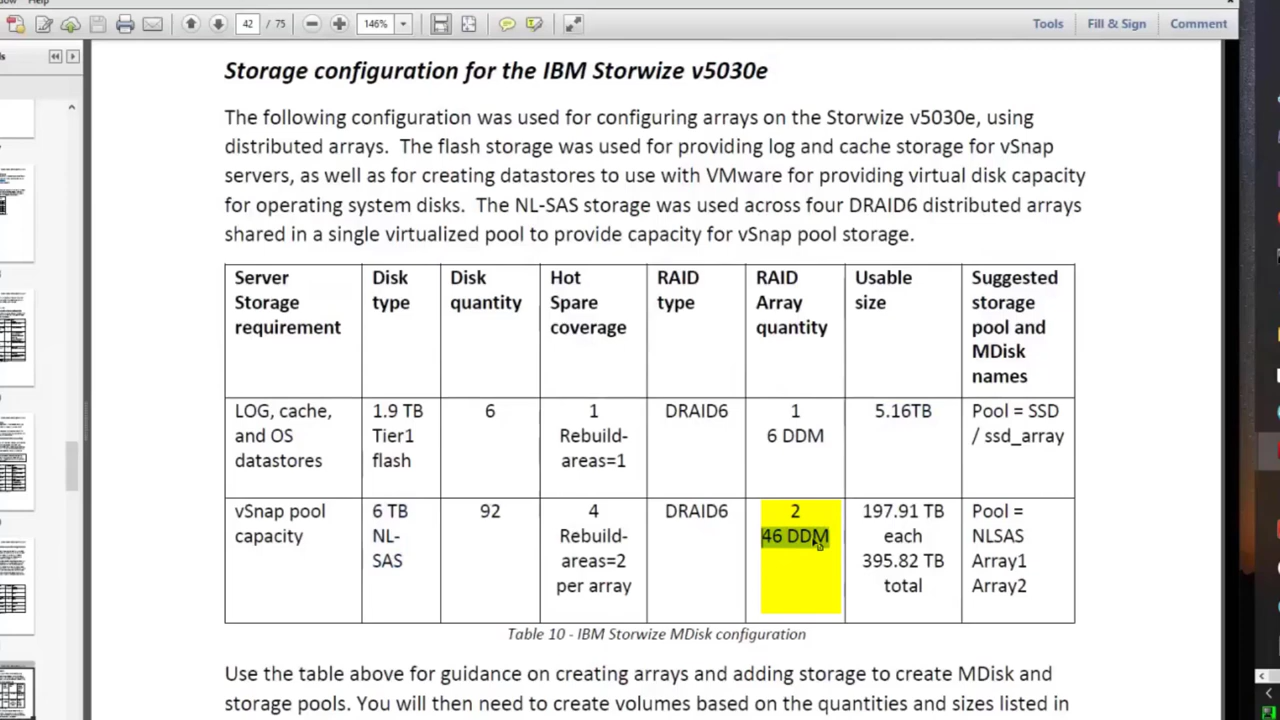 42
/ 75
146%
Tools
Fill & Sign
Comment
Storage configuration for the IBM Storwize v5030e
The following configuration was used for configuring arrays on the Storwize v5030e, using
distributed arrays. The flash storage was used for providing log and cache storage for vSnap
servers, as well as for creating datastores to use with VMware for providing virtual disk capacity
for operating system disks. The NL-SAS storage was used across four DRAID6 distributed arrays
shared in a single virtualized pool to provide capacity for vSnap pool storage.
Server
Storage
requirement
Disk
type
Disk
quantity
Hot
Spare
coverage
RAID
type
RAID
Array
quantity
Usable
size
Suggested
storage
pool and
MDisk
names
LOG, cache,
and OS
datastores
1.9 TB
Tier1
flash
6
1
Rebuild-
areas=1
DRAID6
1
6 DDM
5.16TB
Pool = SSD
/ ssd_array
vSnap pool
capacity
6 TB
NL-
SAS
92
4
Rebuild-
areas=2
per array
DRAID6
2
46 DDM
197.91 TB
each
395.82 TB
total
Pool =
NLSAS
Array1
Array2
Table 10 - IBM Storwize MDisk configuration
Use the table above for guidance on creating arrays and adding storage to create MDisk and
storage pools. You will then need to create volumes based on the quantities and sizes listed in